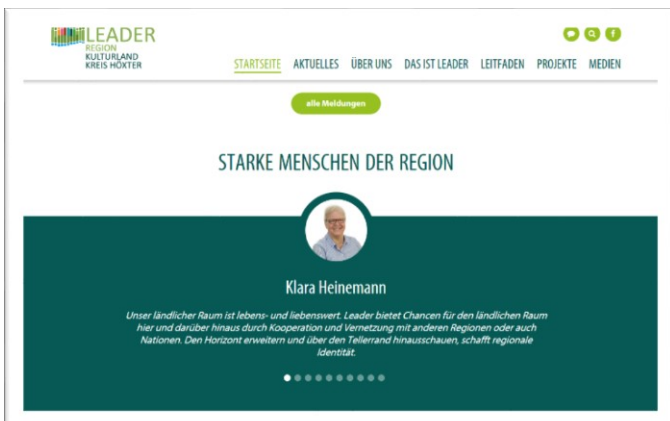 LEADER
REGION
KULTURLAND
KREIS HÖXTER
STARTSEITE AKTUELLES ÜBER UNS DAS IST LEADER LEITFADEN PROJEKTE MEDIEN
alle Meldungen
STARKE MENSCHEN DER REGION
Klara Heinemann
Unser ländlicher Raum ist lebens- und liebenswert. Leader bietet Chancen für den ländlichen Raum
hier und darüber hinaus durch Kooperation und Vernetzung mit anderen Regionen oder auch
Nationen. Den Horizont erweitern und über den Tellerrand hinausschauen, schafft regionale
Identität.